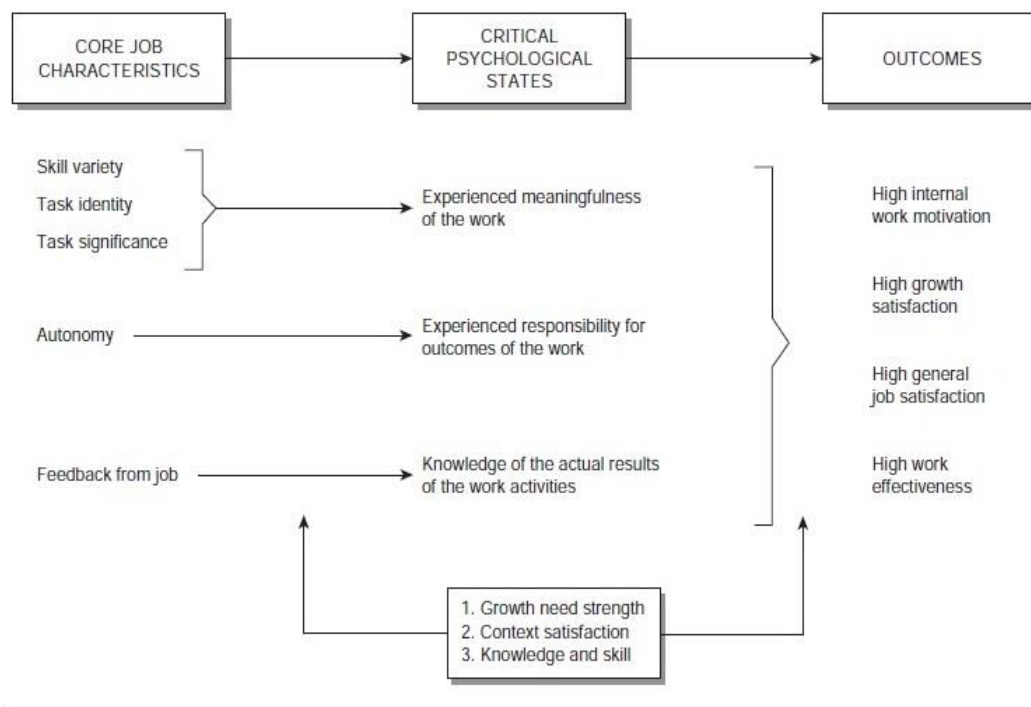 CORE JOB
CHARACTERISTICS
CRITICAL
PSYCHOLOGICAL
STATES
OUTCOMES
Skill variety
Task identity
Task significance
Experienced meaningfulness
of the work
High internal
work motivation
High growth
satisfaction
Autonomy
Experienced responsibility for
outcomes of the work
High general
job satisfaction
Feedback from job
Knowledge of the actual results
of the work activities
High work
effectiveness
1. Growth need strength
2. Context satisfaction
3. Knowledge and skill